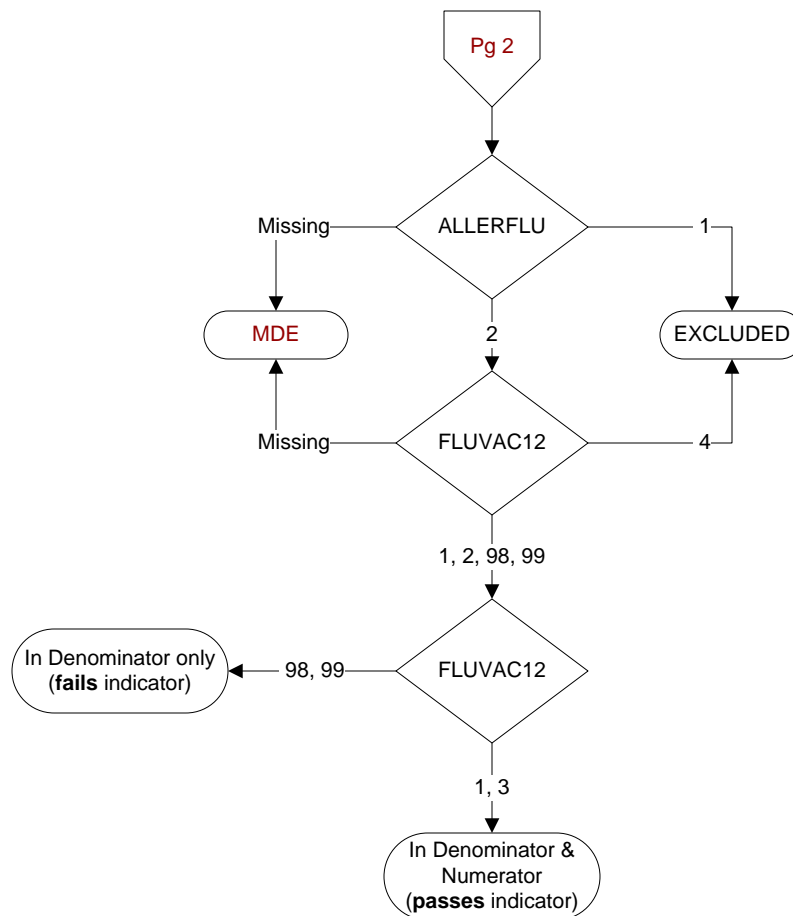 Pg 2
ALLERFLU
Missing
1
MDE
EXCLUDED
2
FLUVAC12
Missing
4
1, 2, 98, 99
FLUVAC12
98, 99
In Denominator only
(fails indicator)
1, 3
In Denominator &
Numerator
(passes indicator)